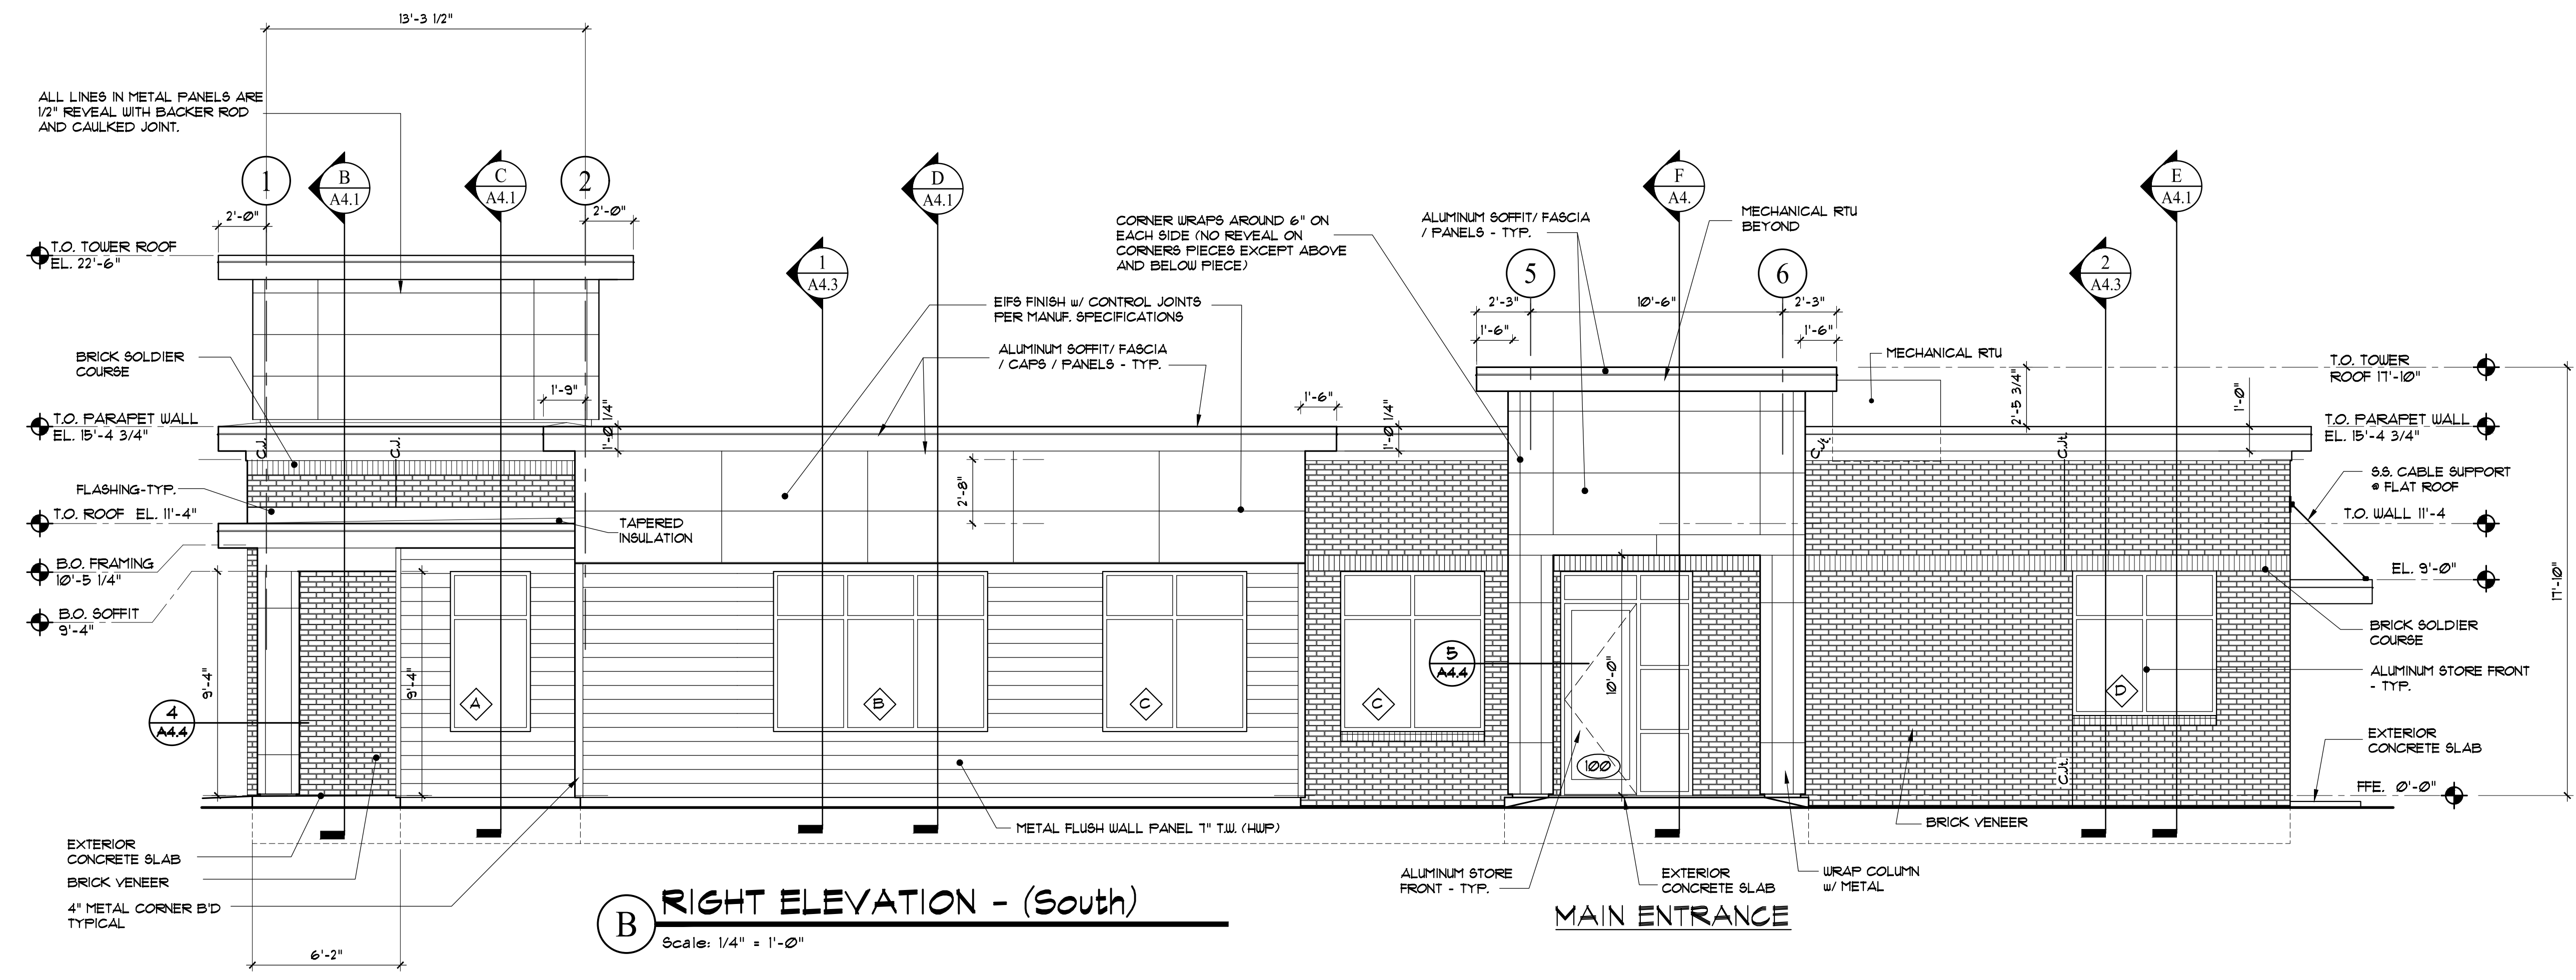 13'-3 1/2"
ALL LINES IN METAL PANELS ARE
1/2" REVEAL WITH BACKER ROD
AND CAULKED JOINT.
1
B
A4.1
C
A4.1
2
D
A4.1
1
A4.3
F
A4.
E
A4.1
2
A4.3
5
6
2'-0"
2'-0"
CORNER WRAPS AROUND 6" ON
EACH SIDE (NO REVEAL ON
CORNERS PIECES EXCEPT ABOVE
AND BELOW PIECE)
ALUMINUM SOFFIT/ FASCIA
/ PANELS - TYP.
MECHANICAL RTU
BEYOND
T.O. TOWER ROOF
EL. 22'-6"
EIFS FINISH w/ CONTROL JOINTS
PER MANUF. SPECIFICATIONS
2'-3"
10'-6"
2'-3"
1'-6"
1'-6"
BRICK SOLDIER
COURSE
ALUMINUM SOFFIT/ FASCIA
/ CAPS / PANELS - TYP.
MECHANICAL RTU
2'-5 3/4"
1'-0"
T.O. TOWER
ROOF 17'-10"
1'-9"
1'-0 1/4"
1'-6"
1'-0 1/4"
T.O. PARAPET WALL
EL. 15'-4 3/4"
T.O. PARAPET WALL
EL. 15'-4 3/4"
C.J.
C.J.
C.Jt.
C.Jt.
FLASHING-TYP.
2'-8"
S.S. CABLE SUPPORT
@ FLAT ROOF
T.O. ROOF EL. 11'-4"
TAPERED
INSULATION
T.O. WALL 11'-4
B.O. FRAMING
10'-5 1/4"
EL. 9'-0"
17'-10"
B.O. SOFFIT
9'-4"
BRICK SOLDIER
COURSE
9'-4"
9'-4"
5
A4.4
10'-0"
ALUMINUM STORE FRONT
- TYP.
4
A4.4
A
B
C
C
D
EXTERIOR
CONCRETE SLAB
100
C.Jt.
FFE. 0'-0"
METAL FLUSH WALL PANEL 7" T.W. (HWP)
BRICK VENEER
EXTERIOR
CONCRETE SLAB
BRICK VENEER
4" METAL CORNER B'D
TYPICAL
ALUMINUM STORE
FRONT - TYP.
EXTERIOR
CONCRETE SLAB
WRAP COLUMN
w/ METAL
B
RIGHT ELEVATION - (South)
Scale: 1/4" = 1'-0"
MAIN ENTRANCE
6'-2"